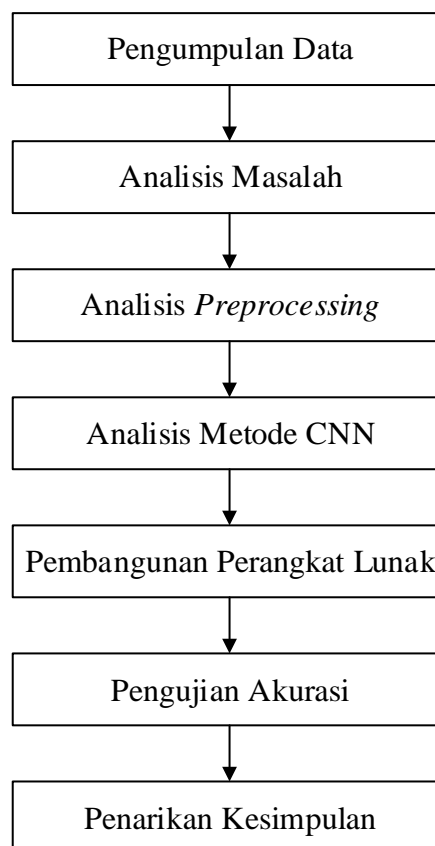 Pengumpulan Data
Analisis Masalah
Analisis Preprocessing
Analisis Metode CNN
Pembangunan Perangkat Lunak
Pengujian Akurasi
Penarikan Kesimpulan